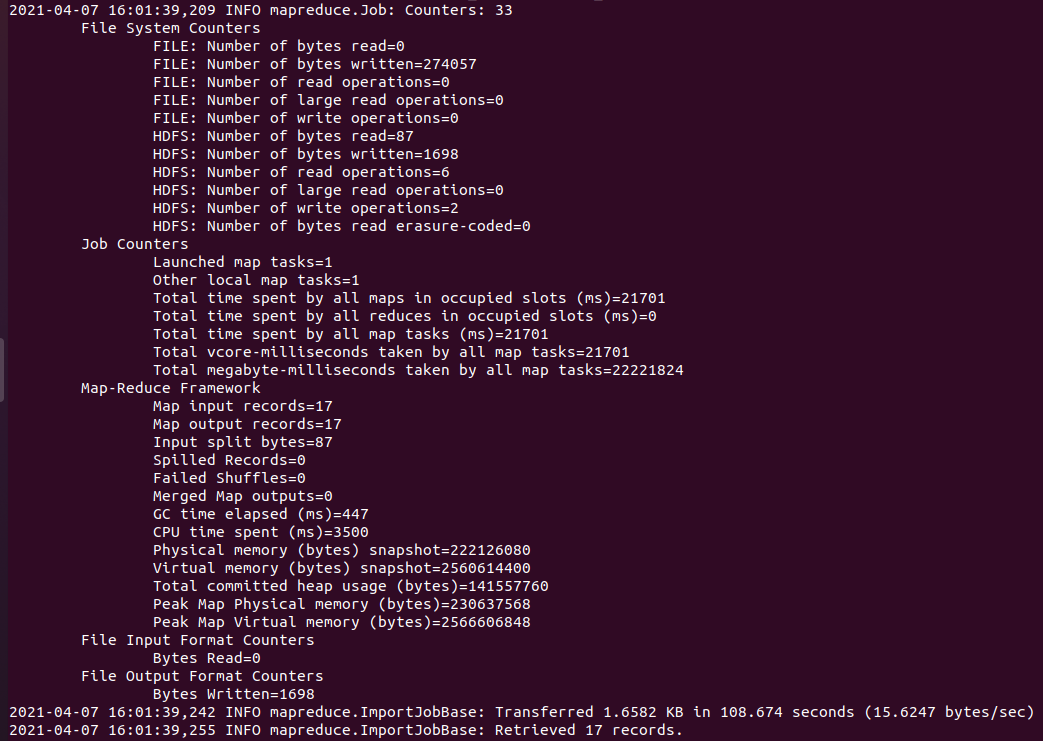 2021-04-07 16:01:39,209 INFO mapreduce.Job: Counters: 33
File System Counters
FILE: Number of bytes read=0
FILE: Number of bytes written=274057
FILE: Number of read operations=0
FILE: Number of large read operations=0
FILE: Number of write operations=0
HDFS: Number of bytes read=87
HDFS: Number of bytes written=1698
HDFS: Number of read operations=6
HDFS: Number of large read operations=0
HDFS: Number of write operations=2
HDFS: Number of bytes read erasure-coded=0
Job Counters
Launched map tasks=1
Other local map tasks=1
Total time spent by all maps in occupied slots (ms)=21701
Total time spent by all reduces in occupied slots (ms)=0
Total time spent by all map tasks (ms)=21701
Total vcore-milliseconds taken by all map tasks=21701
Total megabyte-milliseconds taken by all map tasks=22221824
Map-Reduce Framework
Map input records=17
Map output records=17
Input split bytes=87
Spilled Records=0
Failed Shuffles=0
Merged Map outputs=0
GC time elapsed (ms)=447
CPU time spent (ms)=3500
Physical memory (bytes) snapshot=222126080
Virtual memory (bytes) snapshot=2560614400
Total committed heap usage (bytes)=141557760
Peak Map Physical memory (bytes)=230637568
Peak Map Virtual memory (bytes)=2566606848
File Input Format Counters
Bytes Read=0
File Output Format Counters
Bytes Written=1698
2021-04-07 16:01:39,242 INFO mapreduce.ImportJobBase: Transferred 1.6582 KB in 108.674 seconds (15.6247 bytes/sec)
2021-04-07 16:01:39,255 INFO mapreduce.ImportJobBase: Retrieved 17 records.